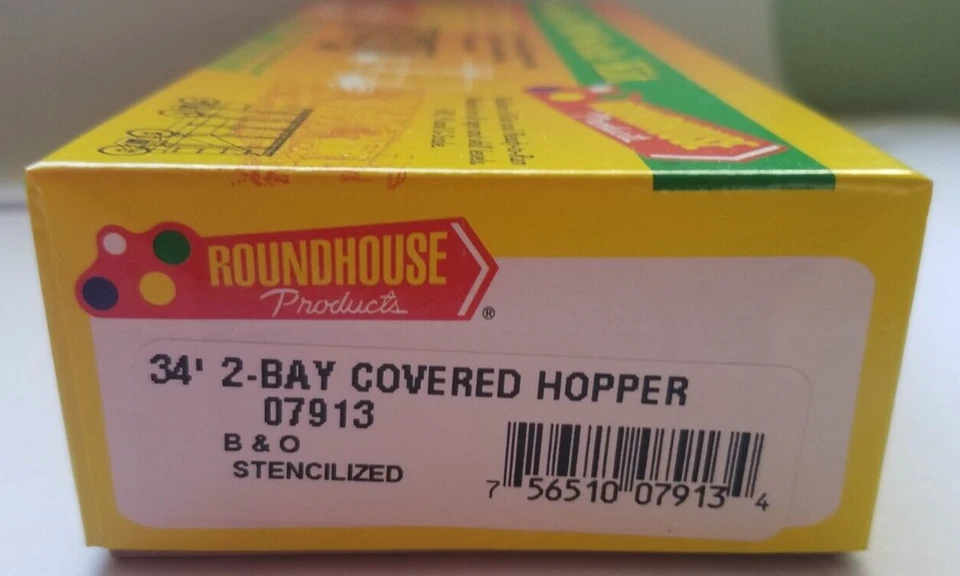 ROUNDHOUSE
Products
®
34' 2-BAY COVERED HOPPER
07913
B & O
STENCILIZED
7 56510 07913 4